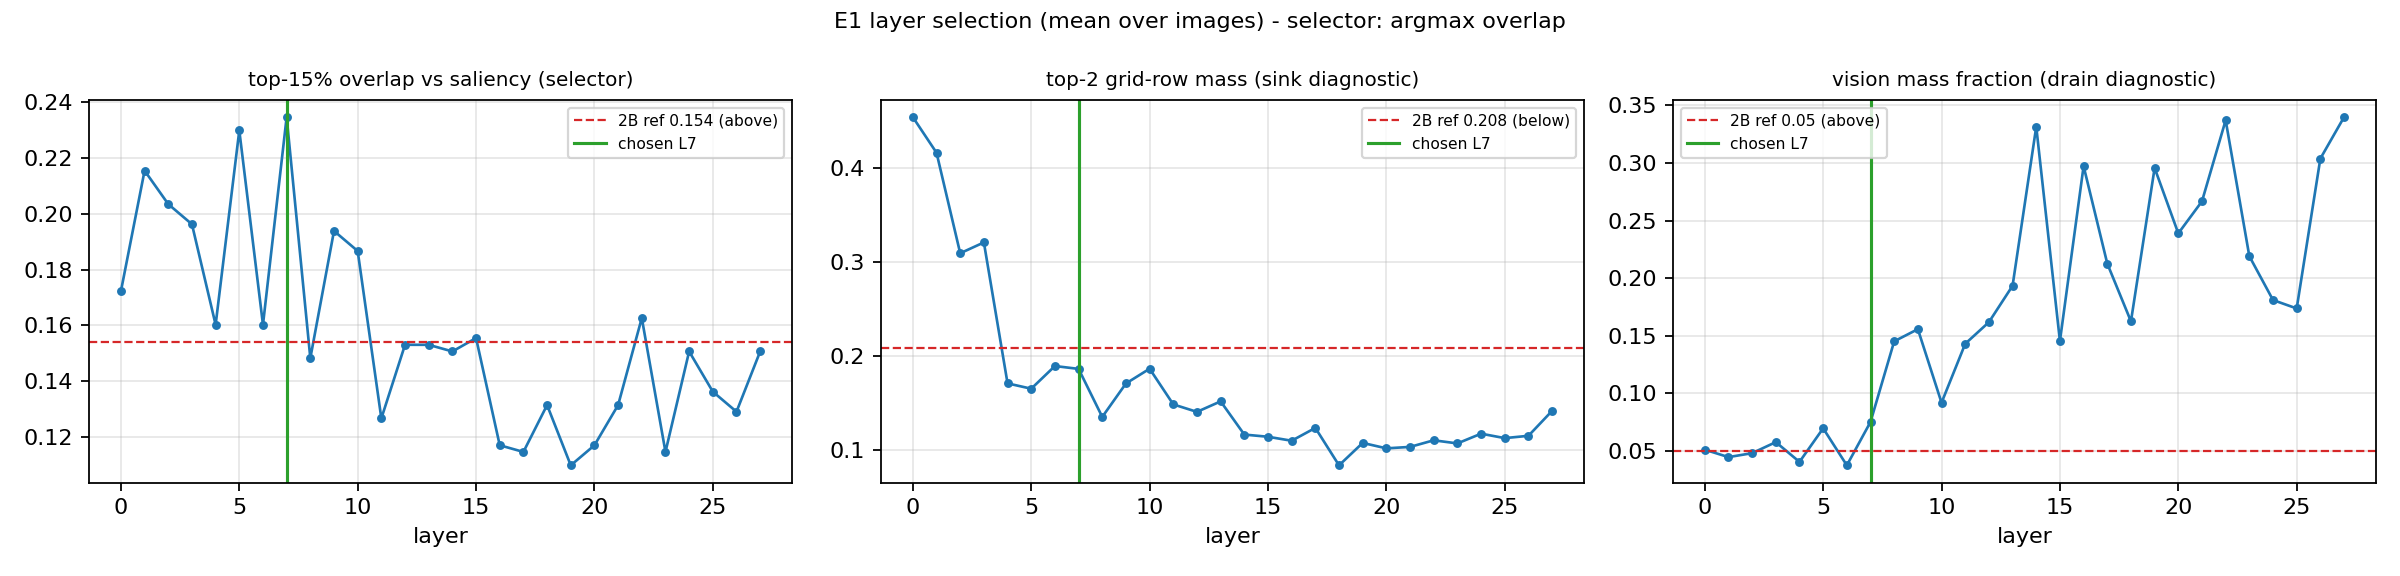 E1 layer selection (mean over images) - selector: argmax overlap
top-15% overlap vs saliency (selector)
0.24
0.22
0.20
0.18
0.16
0.14
0.12
2B ref 0.154 (above)
chosen L7
0 5 10 15 20 25
layer
top-2 grid-row mass (sink diagnostic)
0.4
0.3
0.2
0.1
2B ref 0.208 (below)
chosen L7
0 5 10 15 20 25
layer
vision mass fraction (drain diagnostic)
0.35
0.30
0.25
0.20
0.15
0.10
0.05
2B ref 0.05 (above)
chosen L7
0 5 10 15 20 25
layer